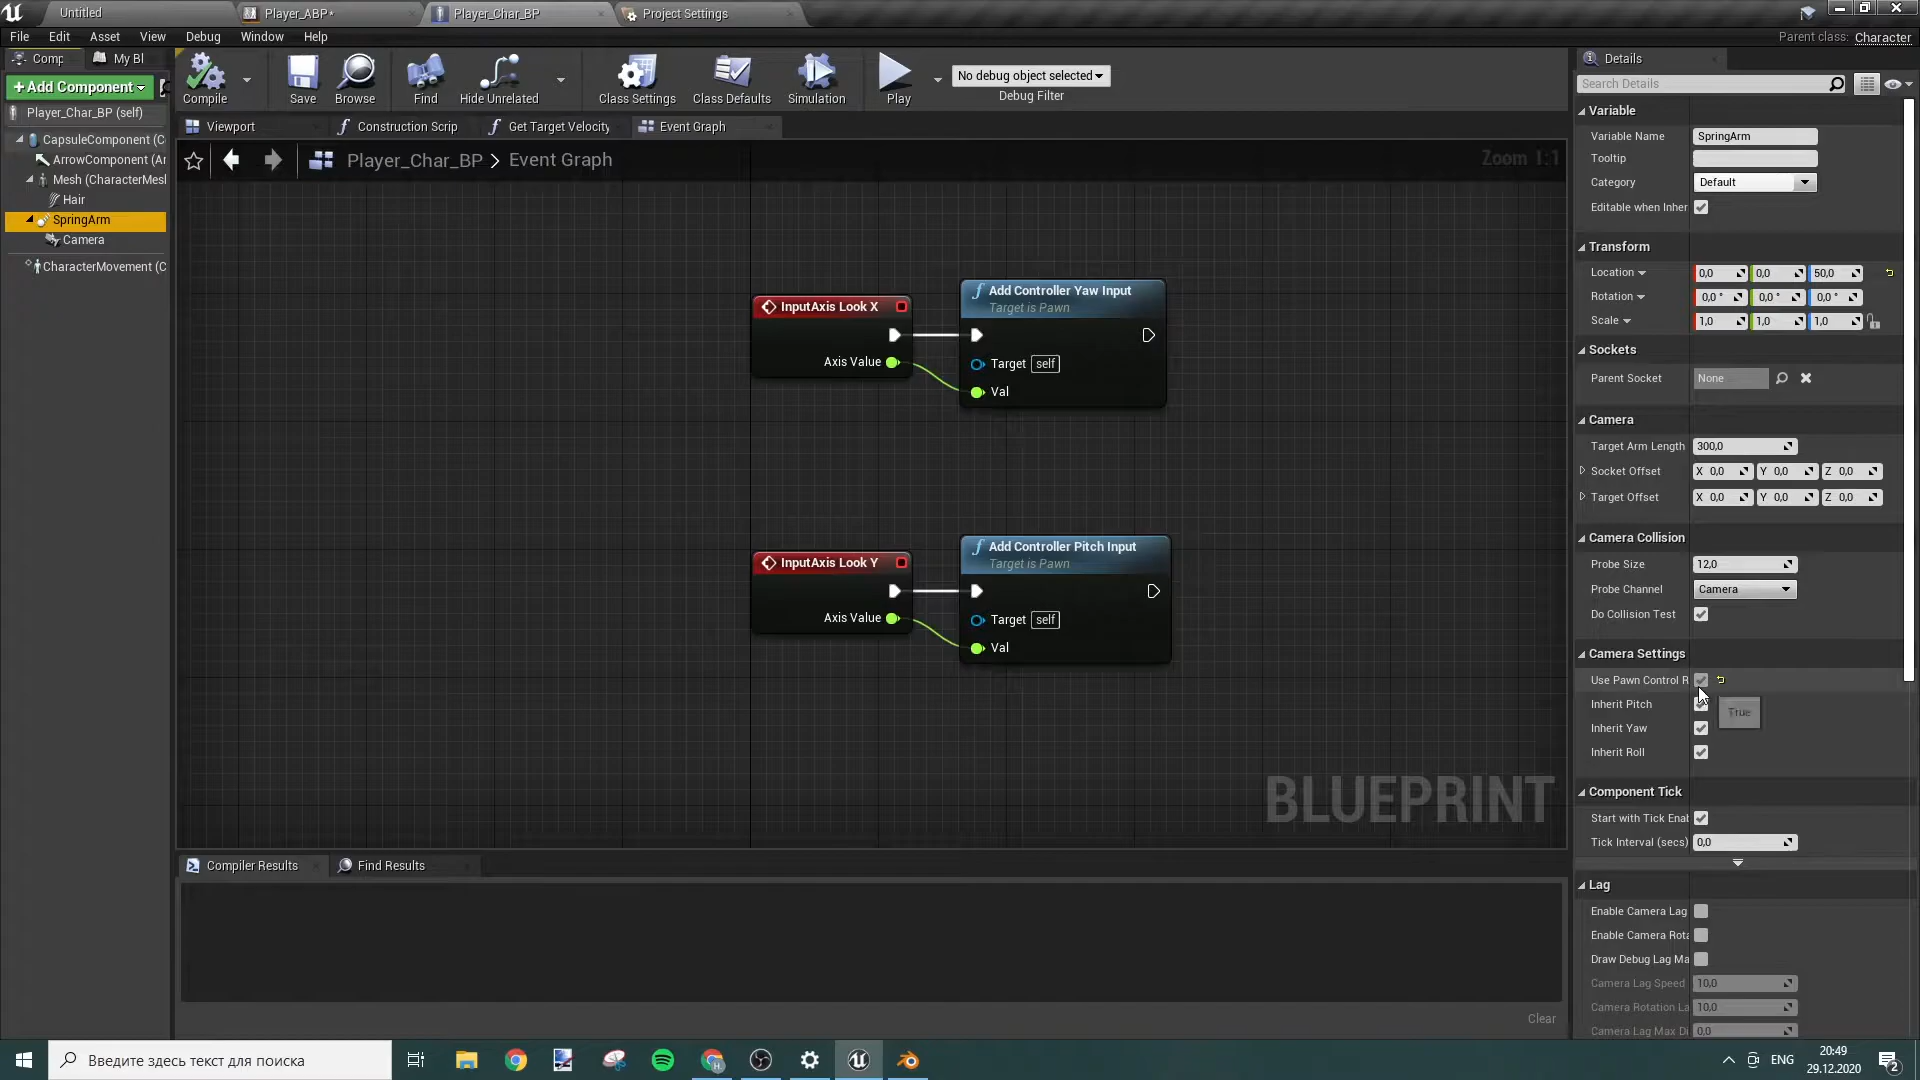 Untitled
Player_ABP*
Player_Char_BP
Project Settings
File Edit Asset View Debug Window Help
Parent class: Character
Comp My Bl
+Add Component
Player_Char_BP (self)
CapsuleComponent (C
ArrowComponent (Ar
Mesh (CharacterMesl
Hair
SpringArm
Camera
CharacterMovement (C
Compile Save Browse Find Hide Unrelated Class Settings Class Defaults Simulation Play
No debug object selected
Debug Filter
Viewport Construction Scrip Get Target Velocity Event Graph
Player_Char_BP > Event Graph
Zoom 1:1
InputAxis Look X
Axis Value
Add Controller Yaw Input
Target is Pawn
Target self
Val
InputAxis Look Y
Axis Value
Add Controller Pitch Input
Target is Pawn
Target self
Val
BLUEPRINT
Compiler Results Find Results
Clear
Details
Search Details
Variable
Variable Name SpringArm
Tooltip
Category Default
Editable when Inher
Transform
Location 0,0 0,0 50,0
Rotation 0,0 ° 0,0 ° 0,0 °
Scale 1,0 1,0 1,0
Sockets
Parent Socket None
Camera
Target Arm Length 300,0
Socket Offset X 0,0 Y 0,0 Z 0,0
Target Offset X 0,0 Y 0,0 Z 0,0
Camera Collision
Probe Size 12,0
Probe Channel Camera
Do Collision Test
Camera Settings
Use Pawn Control R
Inherit Pitch
True
Inherit Yaw
Inherit Roll
Component Tick
Start with Tick Enab
Tick Interval (secs) 0,0
Lag
Enable Camera Lag
Enable Camera Rota
Draw Debug Lag Ma
Camera Lag Speed 10,0
Camera Rotation La 10,0
Camera Lag Max Di 0,0
Введите здесь текст для поиска
ENG
20:49
29.12.2020
2